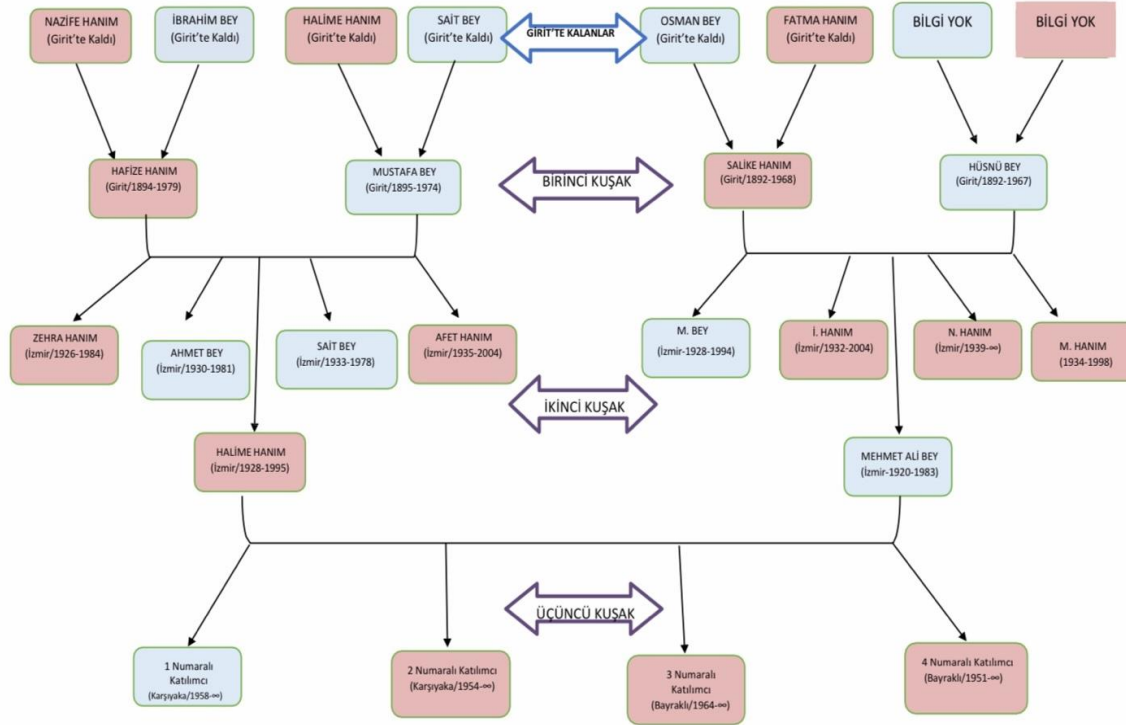 NAZİFE HANIM
(Girit'te Kaldı)
İBRAHİM BEY
(Girit'te Kaldı)
HALİME HANIM
(Girit'te Kaldı)
SAİT BEY
(Girit'te Kaldı)
GİRİT'TE KALANLAR
OSMAN BEY
(Girit'te Kaldı)
FATMA HANIM
(Girit'te Kaldı)
BİLGİ YOK
BİLGİ YOK
HAFİZE HANIM
(Girit/1894-1979)
MUSTAFA BEY
(Girit/1895-1974)
BİRİNCİ KUŞAK
SALİKE HANIM
(Girit/1892-1968)
HÜSNÜ BEY
(Girit/1892-1967)
ZEHRA HANIM
(İzmir/1926-1984)
AHMET BEY
(İzmir/1930-1981)
SAİT BEY
(İzmir/1933-1978)
AFET HANIM
(İzmir/1935-2004)
M. BEY
(İzmir-1928-1994)
İ. HANIM
(İzmir/1932-2004)
N. HANIM
(İzmir/1939-∞)
M. HANIM
(1934-1998)
İKİNCİ KUŞAK
HALİME HANIM
(İzmir/1928-1995)
MEHMET ALİ BEY
(İzmir-1920-1983)
ÜÇÜNCÜ KUŞAK
1 Numaralı
Katılımcı
(Karşıyaka/1958-∞)
2 Numaralı Katılımcı
(Karşıyaka/1954-∞)
3 Numaralı
Katılımcı
(Bayraklı/1964-∞)
4 Numaralı Katılımcı
(Bayraklı/1951-∞)